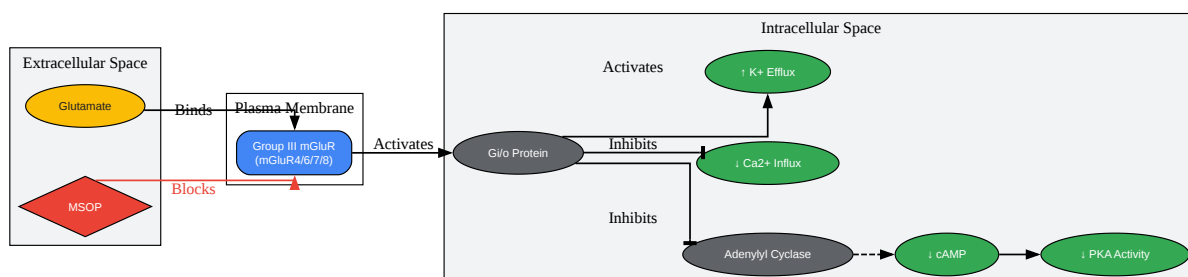 Extracellular Space
Glutamate
MSOP
Binds
Blocks
Plasma Membrane
Group III mGluR
(mGluR4/6/7/8)
Activates
Intracellular Space
Gi/o Protein
Activates
↑ K+ Efflux
Inhibits
↓ Ca2+ Influx
Inhibits
Adenylyl Cyclase
↓ cAMP
↓ PKA Activity